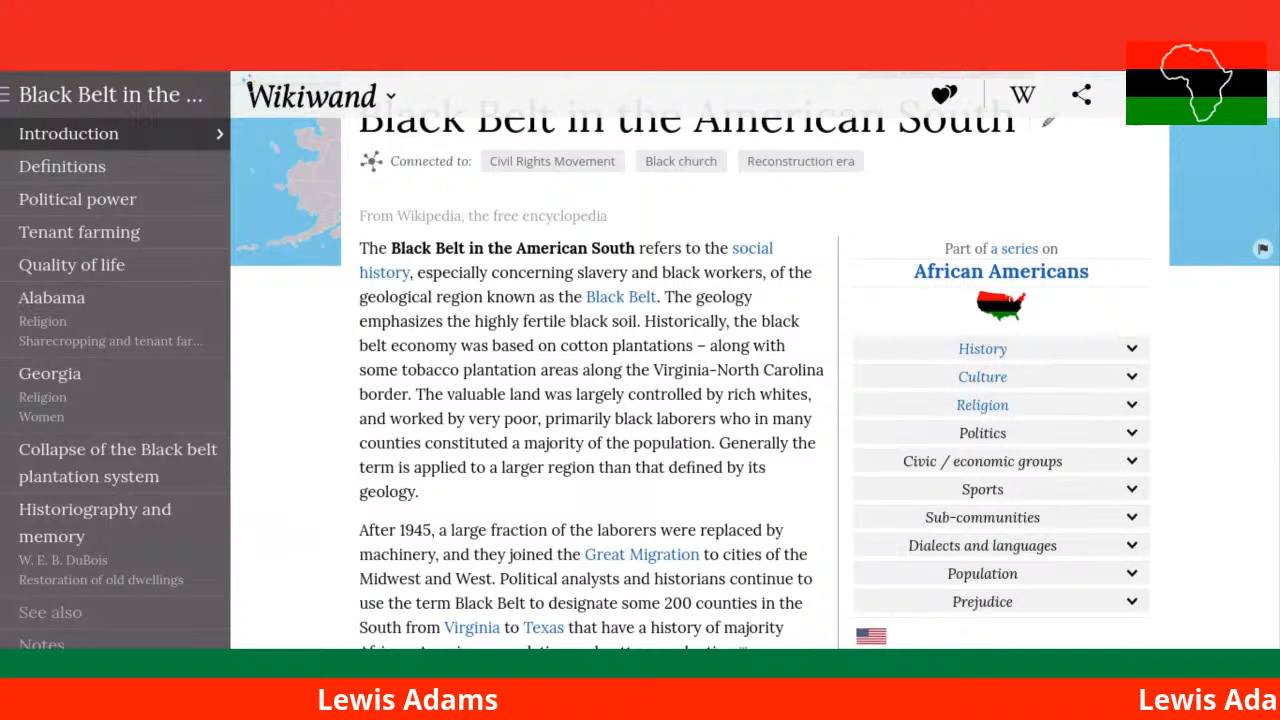 Black Belt in the ...
Introduction
Definitions
Political power
Tenant farming
Quality of life
Alabama
Religion
Sharecropping and tenant far...
Georgia
Religion
Women
Collapse of the Black belt
plantation system
Historiography and
memory
W. E. B. DuBois
Restoration of old dwellings
See also
Notes
Wikiwand
W
Black Belt in the American South
Connected to: Civil Rights Movement Black church Reconstruction era
From Wikipedia, the free encyclopedia
The Black Belt in the American South refers to the social
history, especially concerning slavery and black workers, of the
geological region known as the Black Belt. The geology
emphasizes the highly fertile black soil. Historically, the black
belt economy was based on cotton plantations – along with
some tobacco plantation areas along the Virginia-North Carolina
border. The valuable land was largely controlled by rich whites,
and worked by very poor, primarily black laborers who in many
counties constituted a majority of the population. Generally the
term is applied to a larger region than that defined by its
geology.
After 1945, a large fraction of the laborers were replaced by
machinery, and they joined the Great Migration to cities of the
Midwest and West. Political analysts and historians continue to
use the term Black Belt to designate some 200 counties in the
South from Virginia to Texas that have a history of majority
Part of a series on
African Americans
History
Culture
Religion
Politics
Civic / economic groups
Sports
Sub-communities
Dialects and languages
Population
Prejudice
Lewis Adams
Lewis Ada